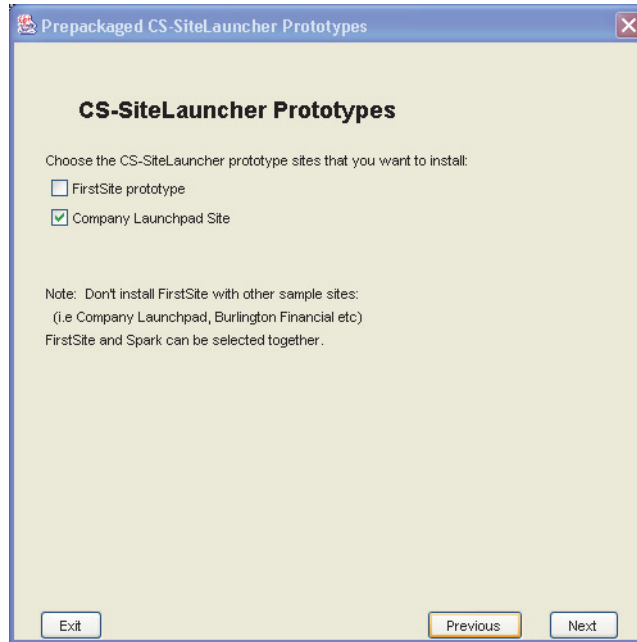 Prepackaged CS-SiteLauncher Prototypes
CS-SiteLauncher Prototypes
Choose the CS-SiteLauncher prototype sites that you want to install:
FirstSite prototype
Company Launchpad Site
Note: Don't install FirstSite with other sample sites:
(i.e Company Launchpad, Burlington Financial etc)
FirstSite and Spark can be selected together.
Exit Previous Next